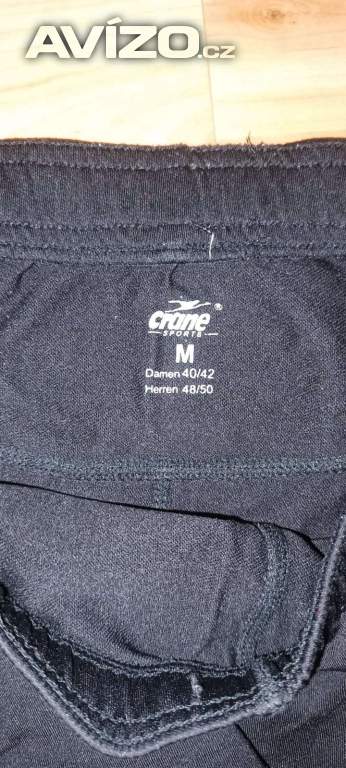 AVÍZO.cz
crane ®
SPORTS
M
Damen 40/42
Herren 48/50